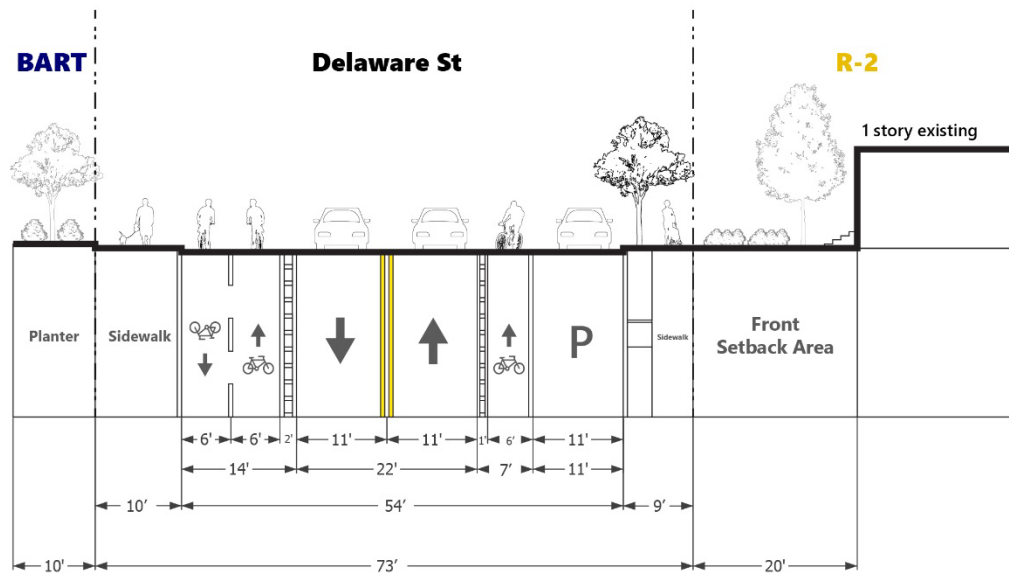 BART
Delaware St
R-2
1 story existing
Planter
Sidewalk
P
Sidewalk
Front
Setback Area
6'
6'
2'
11'
11'
1'
6'
11'
14'
22'
7'
11'
10'
54'
9'
10'
73'
20'